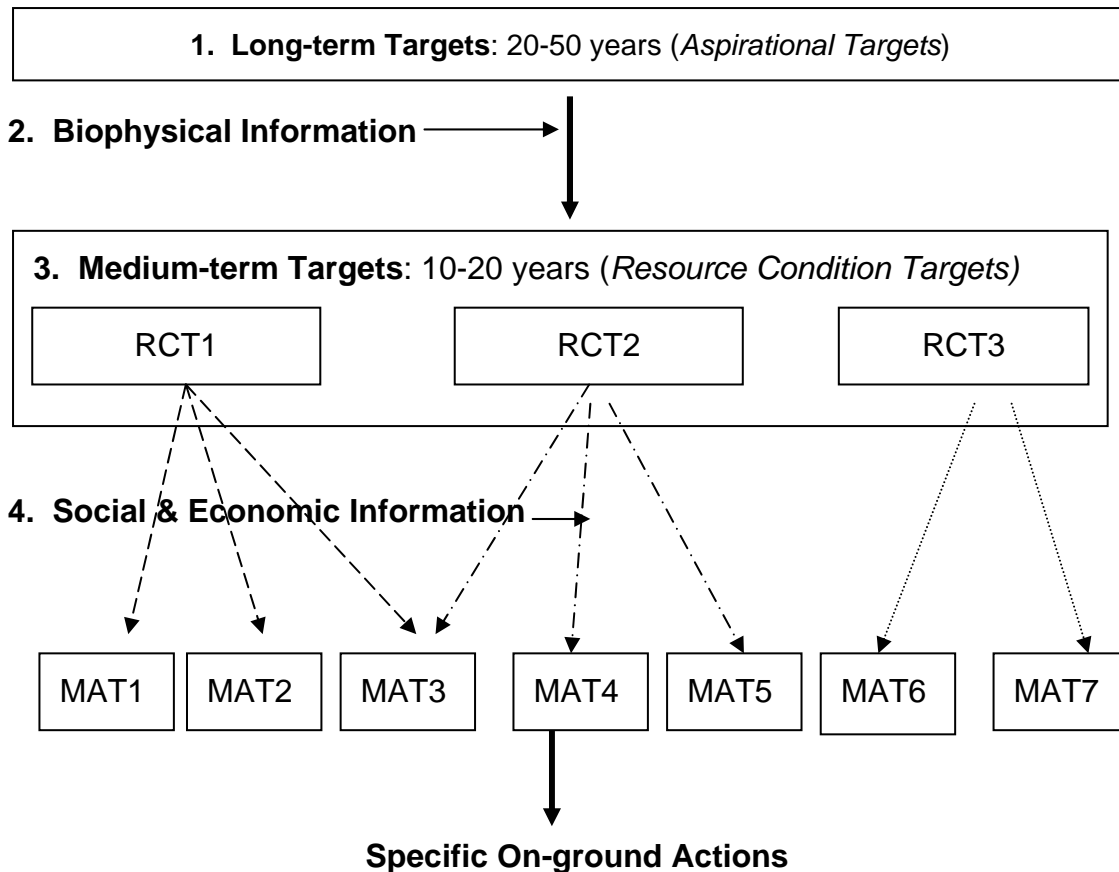 1. Long-term Targets: 20-50 years (Aspirational Targets)
2. Biophysical Information
3. Medium-term Targets: 10-20 years (Resource Condition Targets)
RCT1 RCT2 RCT3
4. Social & Economic Information
MAT1 MAT2 MAT3 MAT4 MAT5 MAT6 MAT7
Specific On-ground Actions